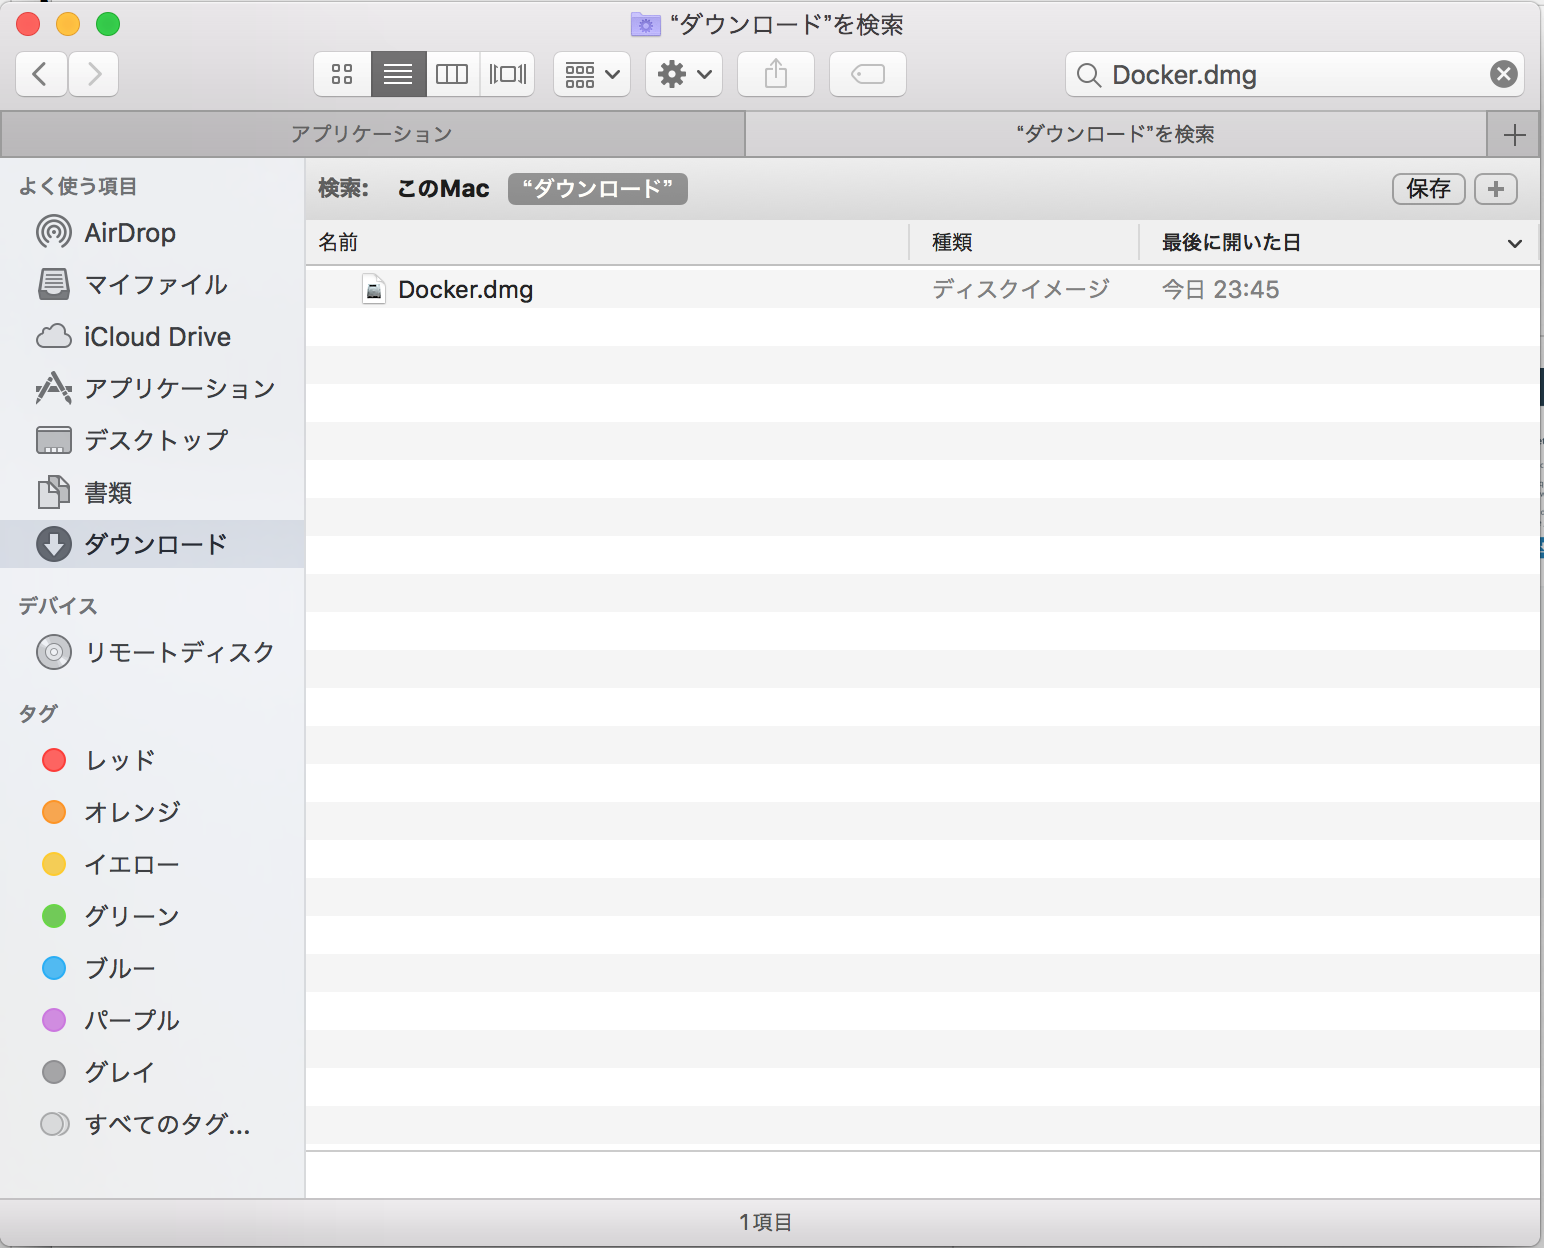 “ダウンロード”を検索
Docker.dmg
アプリケーション
“ダウンロード”を検索
よく使う項目
AirDrop
マイファイル
iCloud Drive
アプリケーション
デスクトップ
書類
ダウンロード
デバイス
リモートディスク
タグ
レッド
オレンジ
イエロー
グリーン
ブルー
パープル
グレイ
すべてのタグ...
検索: このMac “ダウンロード” 保存
名前 種類 最後に開いた日
Docker.dmg ディスクイメージ 今日 23:45
1項目